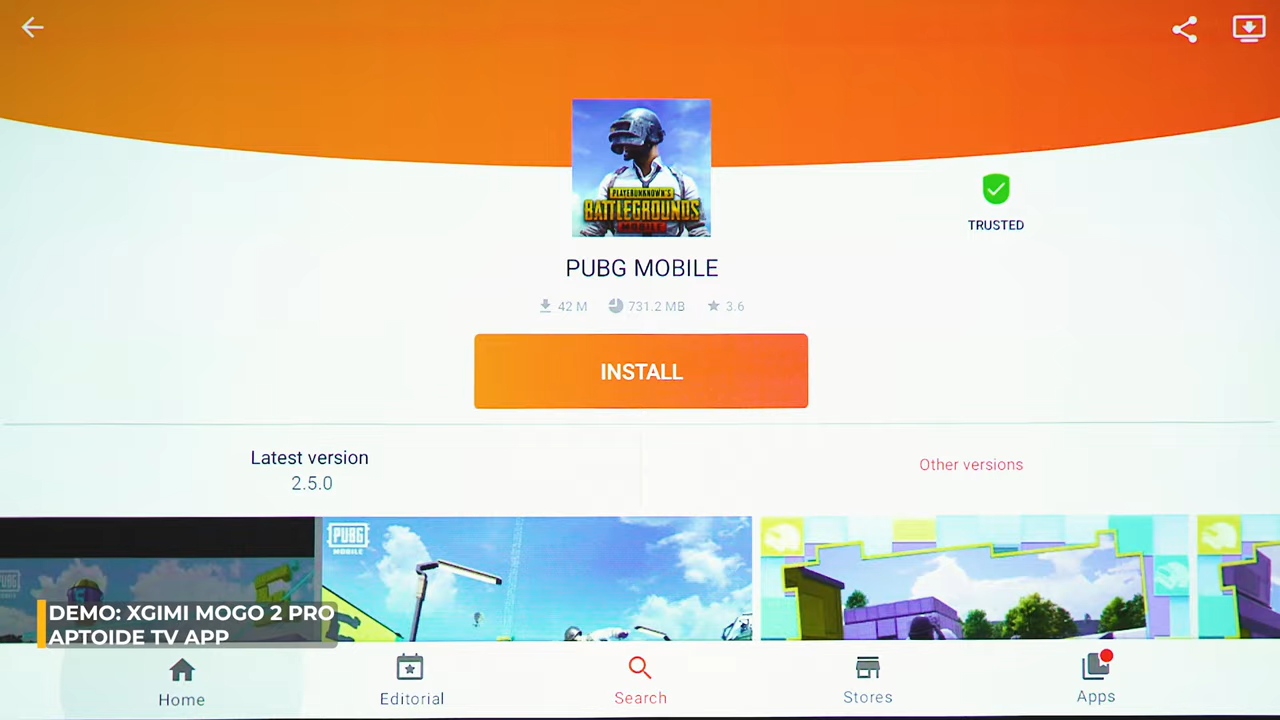 PLAYERUNKNOWN'S
BATTLEGROUNDS
MOBILE
TRUSTED
PUBG MOBILE
42 M
731.2 MB
3.6
INSTALL
Latest version
2.5.0
Other versions
PUBG
MOBILE
DEMO: XGIMI MOGO 2 PRO
APTOIDE TV APP
Home
Editorial
Search
Stores
Apps